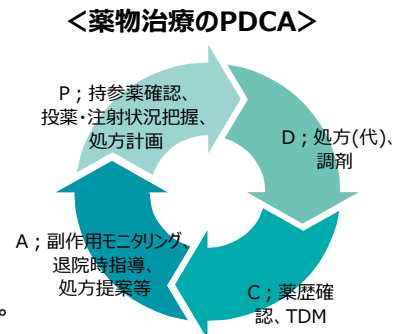 ＜薬物治療のPDCA＞
P；持参薬確認、
投薬・注射状況把握、
処方計画
D；処方(代)、
調剤
A；副作用モニタリング、
退院時指導、
処方提案等
C；薬歴確
認、TDM
。